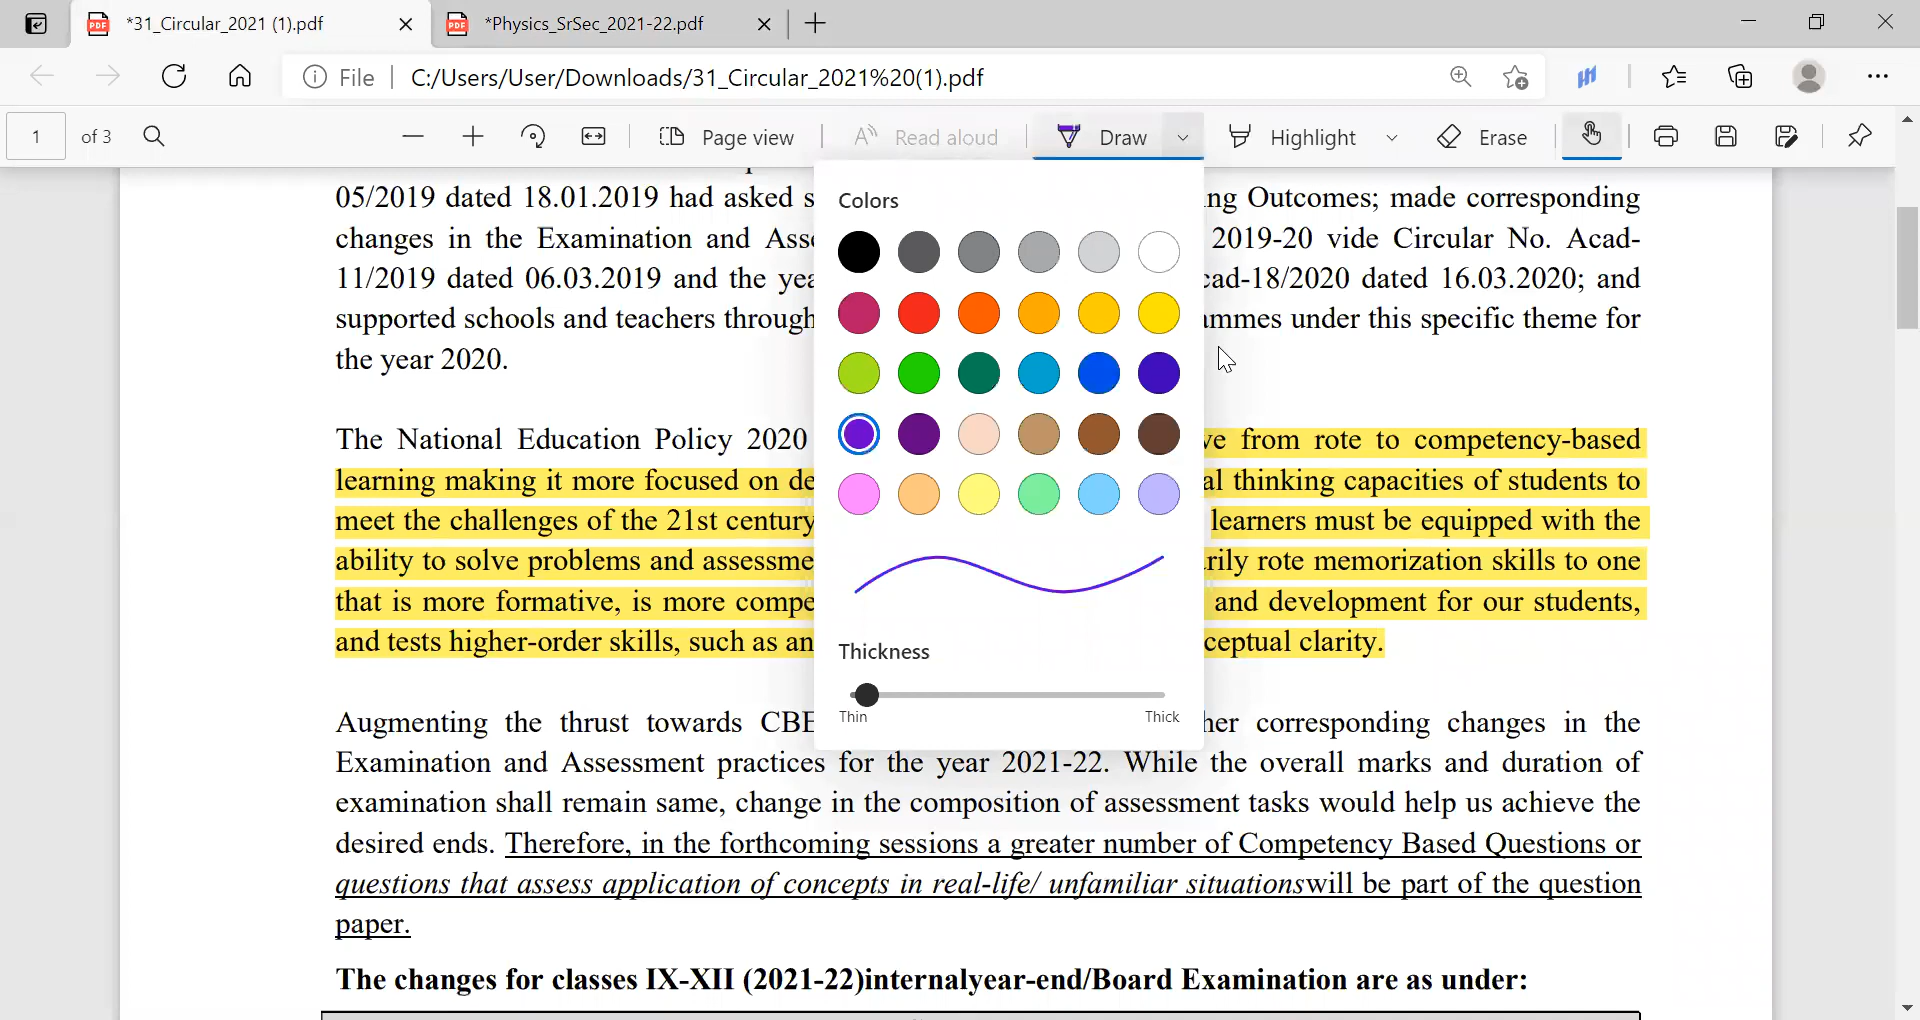 *31_Circular_2021 (1).pdf
*Physics_SrSec_2021-22.pdf
File
C:/Users/User/Downloads/31_Circular_2021%20(1).pdf
1 of 3
Page view
Read aloud
Draw
Highlight
Erase
05/2019 dated 18.01.2019 had asked s
ng Outcomes; made corresponding
changes in the Examination and Ass
2019-20 vide Circular No. Acad-
11/2019 dated 06.03.2019 and the yea
cad-18/2020 dated 16.03.2020; and
supported schools and teachers through
ammes under this specific theme for
the year 2020.
The National Education Policy 2020
ve from rote to competency-based
learning making it more focused on de
al thinking capacities of students to
meet the challenges of the 21st century
learners must be equipped with the
ability to solve problems and assessme
rily rote memorization skills to one
that is more formative, is more compe
and development for our students,
and tests higher-order skills, such as an
ceptual clarity.
Augmenting the thrust towards CBE
her corresponding changes in the
Examination and Assessment practices for the year 2021-22. While the overall marks and duration of
examination shall remain same, change in the composition of assessment tasks would help us achieve the
desired ends. Therefore, in the forthcoming sessions a greater number of Competency Based Questions or
questions that assess application of concepts in real-life/ unfamiliar situationswill be part of the question
paper.
The changes for classes IX-XII (2021-22)internalyear-end/Board Examination are as under:
Colors
Thickness
Thin
Thick